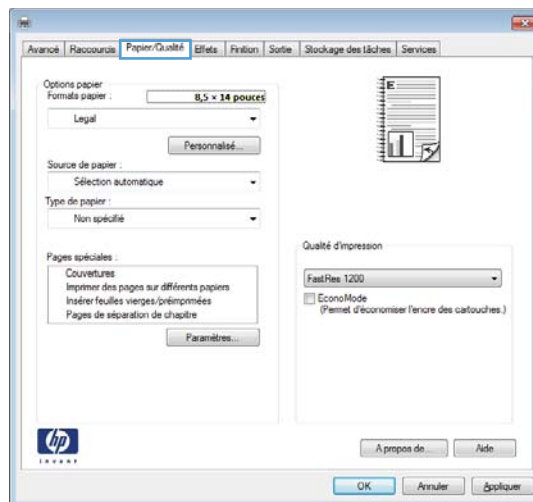 Avancé Raccourcis Papier/Qualité Effets Finition Sortie Stockage des tâches Services
Options papier
Formats papier : 8,5 × 14 pouces
Legal
Personnalisé...
Source de papier :
Sélection automatique
Type de papier :
Non spécifié
Pages spéciales :
Couvertures
Imprimer des pages sur différents papiers
Insérer feuilles vierges/préimprimées
Pages de séparation de chapitre
Paramètres...
E
Qualité d'impression
FastRes 1200
EconoMode
(Permet d'économiser l'encre des cartouches.)
hp
invent
A propos de... Aide
OK Annuler Appliquer